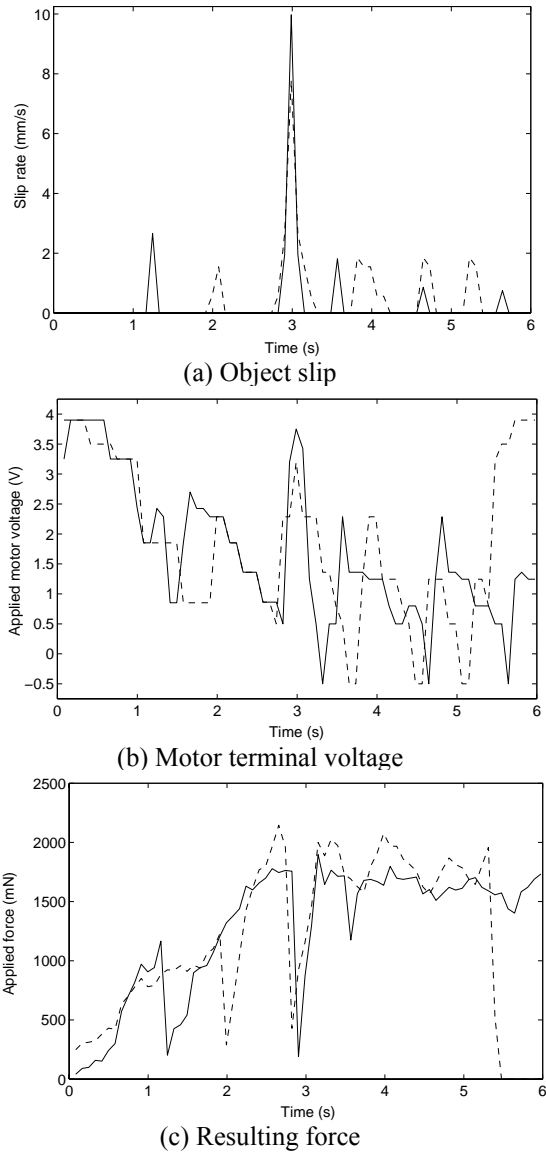 10
8
6
4
2
0
Slip rate (mm/s)
0 1 2 3 4 5 6
Time (s)
(a) Object slip
4
3.5
3
2.5
2
1.5
1
0.5
0
−0.5
Applied motor voltage (V)
0 1 2 3 4 5 6
Time (s)
(b) Motor terminal voltage
2500
2000
1500
1000
500
0
Applied force (mN)
0 1 2 3 4 5 6
Time (s)
(c) Resulting force